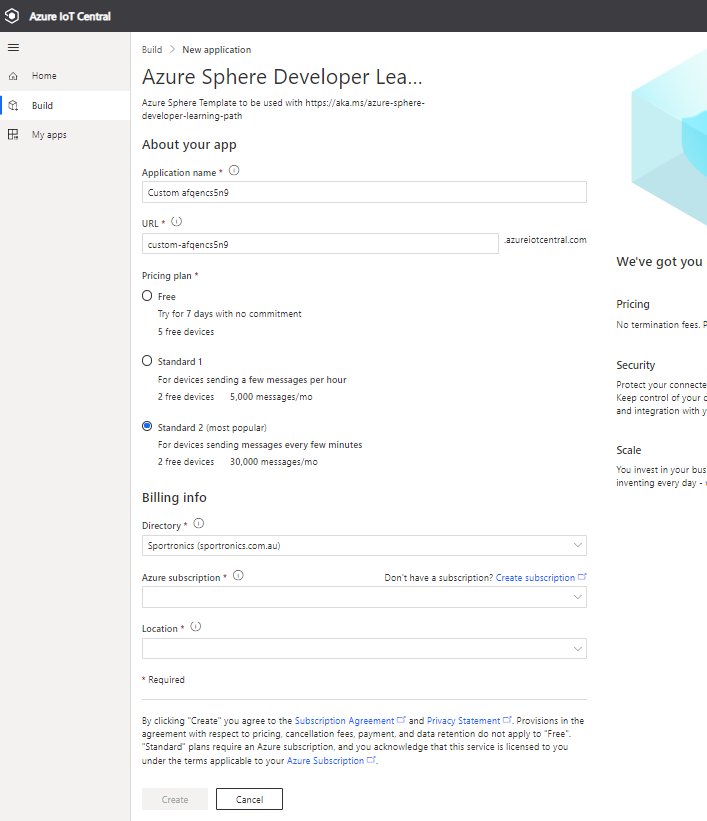 Azure IoT Central
Home
Build
My apps
Build > New application
Azure Sphere Developer Lea...
Azure Sphere Template to be used with https://aka.ms/azure-sphere-
developer-learning-path
About your app
Application name *
Custom afqencs5n9
URL *
custom-afqencs5n9
.azureiotcentral.com
Pricing plan *
Free
Try for 7 days with no commitment
5 free devices
Standard 1
For devices sending a few messages per hour
2 free devices 5,000 messages/mo
Standard 2 (most popular)
For devices sending messages every few minutes
2 free devices 30,000 messages/mo
Billing info
Directory *
Sportronics (sportronics.com.au)
Azure subscription *
Don't have a subscription? Create subscription
Location *
* Required
By clicking "Create" you agree to the Subscription Agreement and Privacy Statement. Provisions in the
agreement with respect to pricing, cancellation fees, payment, and data retention do not apply to "Free".
"Standard" plans require an Azure subscription, and you acknowledge that this service is licensed to you
under the terms applicable to your Azure Subscription.
Create
Cancel
We've got you
Pricing
No termination fees. P
Security
Protect your connecte
Keep control of your
and integration with y
Scale
You invest in your bus
inventing every day -